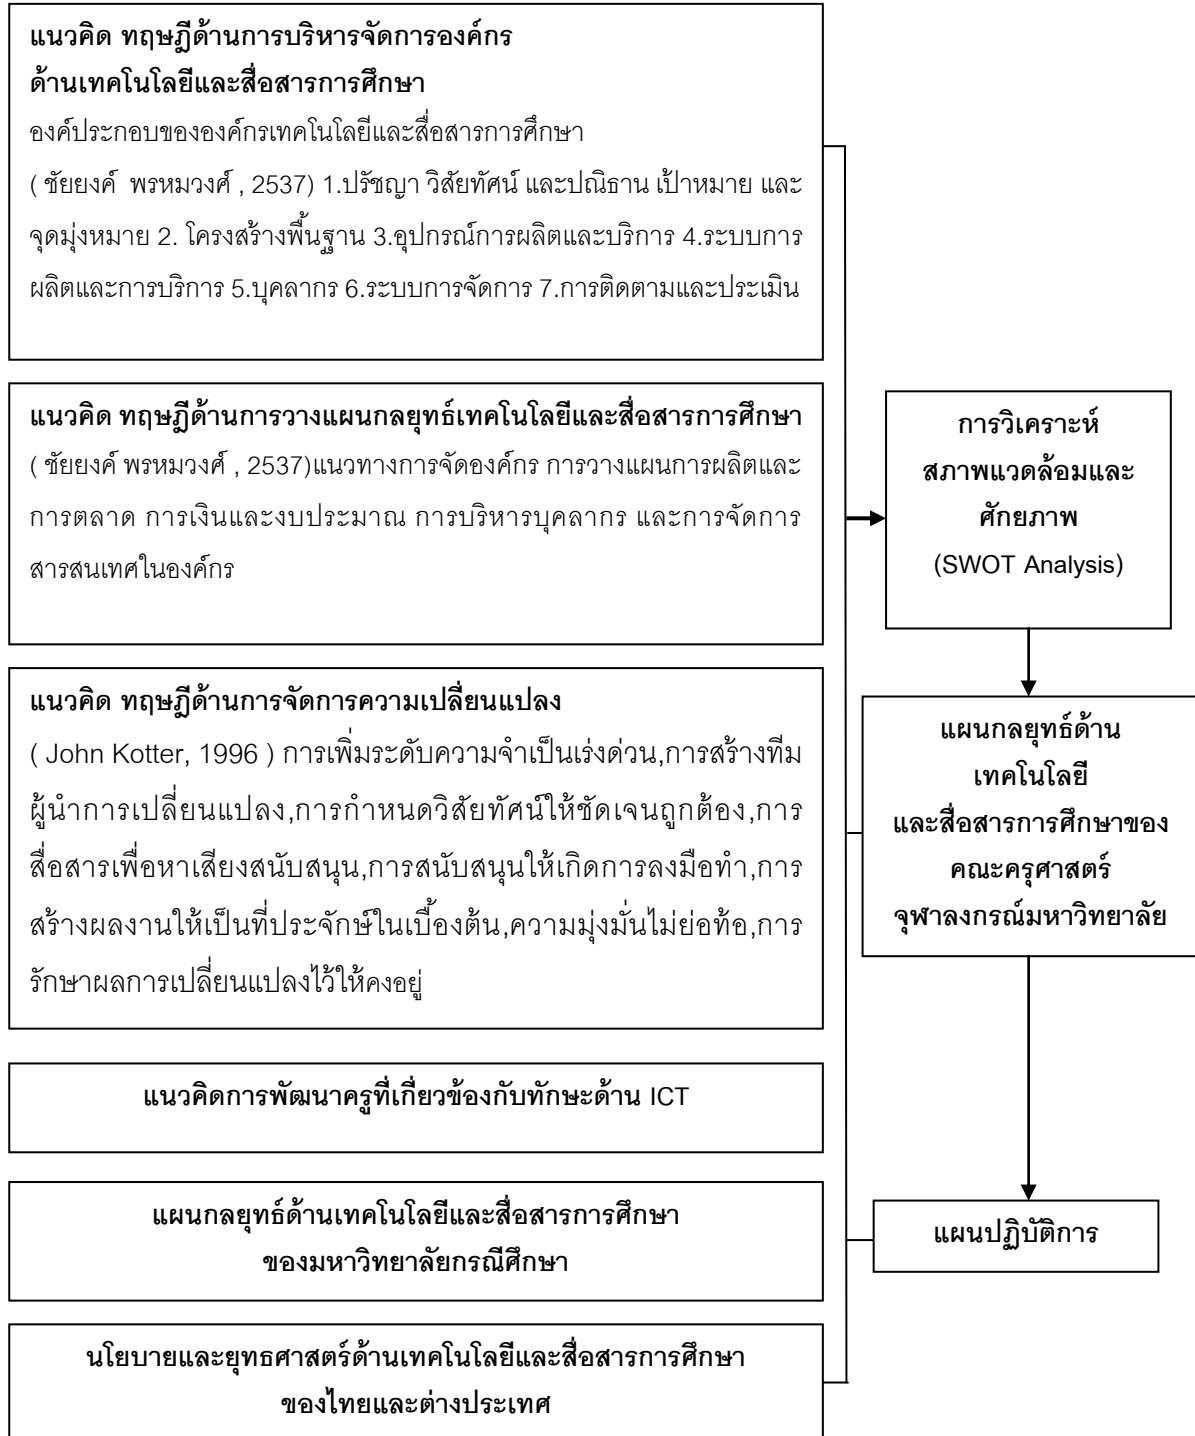 แนวคิด ทฤษฎีด้านการบริหารจัดการองค์กร
ด้านเทคโนโลยีและสื่อสารการศึกษา
องค์ประกอบขององค์กรเทคโนโลยีและสื่อสารการศึกษา
( ชัยยงค์ พรหมวงศ์ , 2537) 1.ปรัชญา วิสัยทัศน์ และปณิธาน เป้าหมาย และ
จุดมุ่งหมาย 2. โครงสร้างพื้นฐาน 3.อุปกรณ์การผลิตและบริการ 4.ระบบการ
ผลิตและการบริการ 5.บุคลากร 6.ระบบการจัดการ 7.การติดตามและประเมิน
แนวคิด ทฤษฎีด้านการวางแผนกลยุทธ์เทคโนโลยีและสื่อสารการศึกษา
( ชัยยงค์ พรหมวงศ์ , 2537)แนวทางการจัดองค์กร การวางแผนการผลิตและ
การตลาด การเงินและงบประมาณ การบริหารบุคลากร และการจัดการ
สารสนเทศในองค์กร
แนวคิด ทฤษฎีด้านการจัดการความเปลี่ยนแปลง
( John Kotter, 1996 ) การเพิ่มระดับความจำเป็นเร่งด่วน,การสร้างทีม
ผู้นำการเปลี่ยนแปลง,การกำหนดวิสัยทัศน์ให้ชัดเจนถูกต้อง,การ
สื่อสารเพื่อหาเสียงสนับสนุน,การสนับสนุนให้เกิดการลงมือทำ,การ
สร้างผลงานให้เป็นที่ประจักษ์ในเบื้องต้น,ความมุ่งมั่นไม่ย่อท้อ,การ
รักษาผลการเปลี่ยนแปลงไว้ให้คงอยู่
แนวคิดการพัฒนาครูที่เกี่ยวข้องกับทักษะด้าน ICT
แผนกลยุทธ์ด้านเทคโนโลยีและสื่อสารการศึกษา
ของมหาวิทยาลัยกรณีศึกษา
นโยบายและยุทธศาสตร์ด้านเทคโนโลยีและสื่อสารการศึกษา
ของไทยและต่างประเทศ
การวิเคราะห์
สภาพแวดล้อมและ
ศักยภาพ
(SWOT Analysis)
แผนกลยุทธ์ด้าน
เทคโนโลยี
และสื่อสารการศึกษาของ
คณะครุศาสตร์
จุฬาลงกรณ์มหาวิทยาลัย
แผนปฏิบัติการ